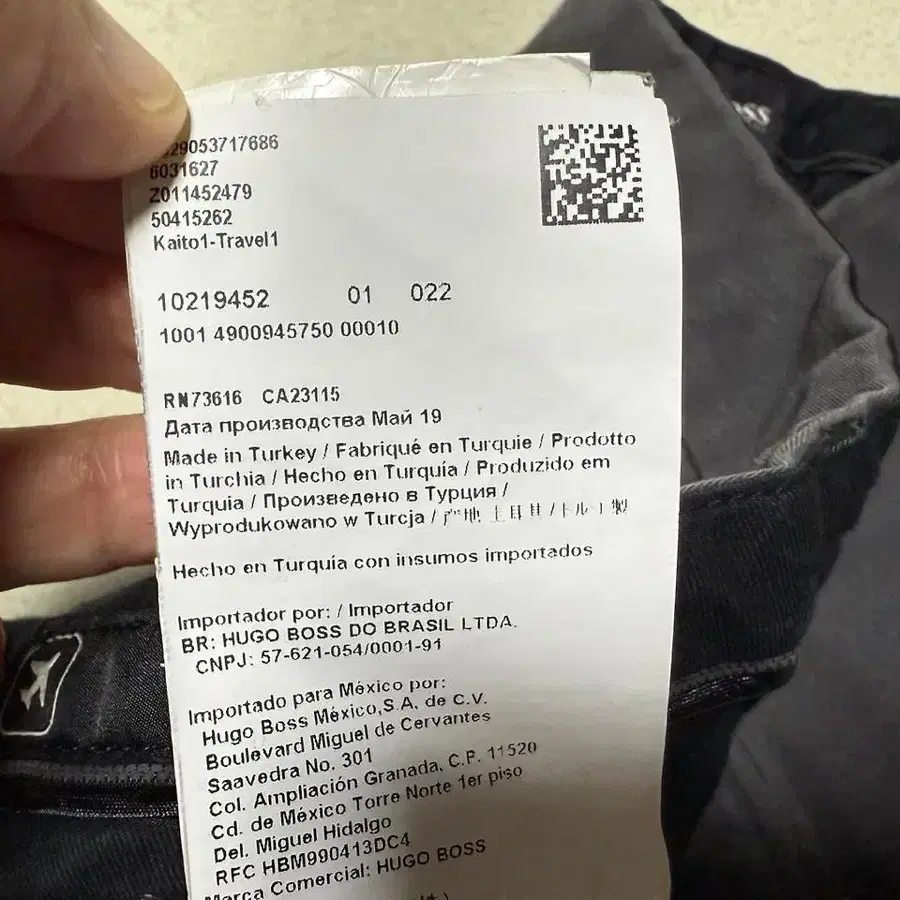 29053717686
6031627
Z011452479
50415262
Kaito1-Travel1
10219452 01 022
1001 4900945750 00010
RN73616 CA23115
Дата производства Май 19
Made in Turkey / Fabriqué en Turquie / Prodotto
in Turchia / Hecho en Turquía / Produzido em
Turquia / Произведено в Турции /
Wyprodukowano w Turcja /
Hecho en Turquía con insumos importados
Importador por: / Importador
BR: HUGO BOSS DO BRASIL LTDA.
CNPJ: 57-621-054/0001-91
Importado para México por:
Hugo Boss México,S.A. de C.V.
Boulevard Miguel de Cervantes
Saavedra No. 301
Col. Ampliación Granada, C.P. 11520
Cd. de México Torre Norte 1er piso
Del. Miguel Hidalgo
RFC HBM990413DC4
Marca Comercial: HUGO BOSS